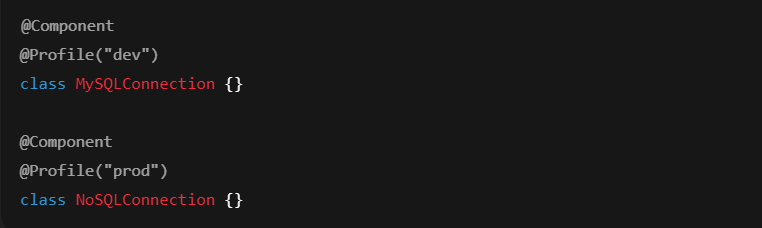 @Component
@Profile("dev")
class MySQLConnection {}
@Component
@Profile("prod")
class NoSQLConnection {}